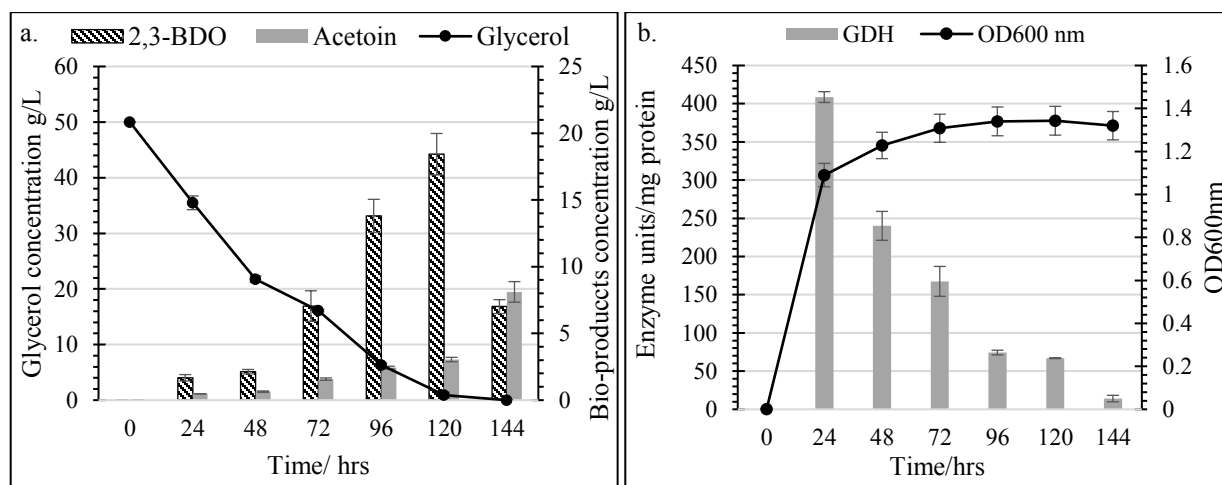 a.
2,3-BDO Acetoin Glycerol
60
50
40
30
20
10
0
Glycerol concentration g/L
25
20
15
10
5
0
Bio-produccts concentration g/L
0 24 48 72 96 120 144
Time/ hrs
b.
GDH OD600 nm
450
400
350
300
250
200
150
100
50
0
Enzyme units/mg protein
1.6
1.4
1.2
1
0.8
0.6
0.4
0.2
0
OD600nm
0 24 48 72 96 120 144
Time/hrs